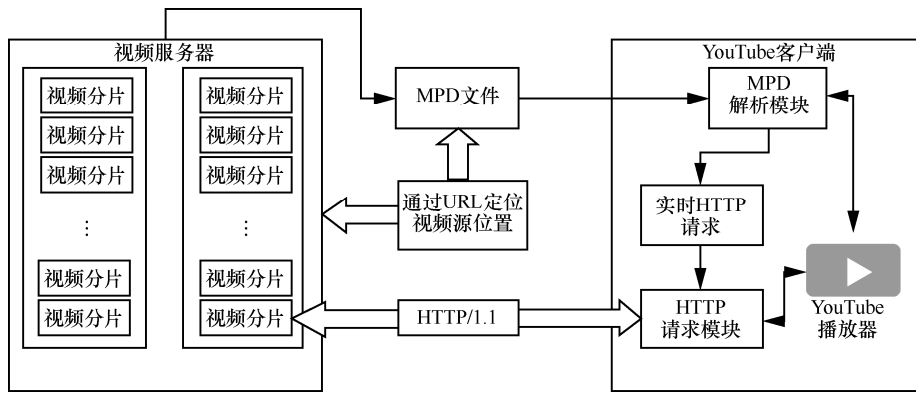 视频服务器
视频分片
视频分片
视频分片
⋮
视频分片
视频分片
视频分片
视频分片
视频分片
⋮
视频分片
视频分片
MPD文件
通过URL定位
视频源位置
HTTP/1.1
YouTube客户端
MPD
解析模块
实时HTTP
请求
HTTP
请求模块
YouTube
播放器